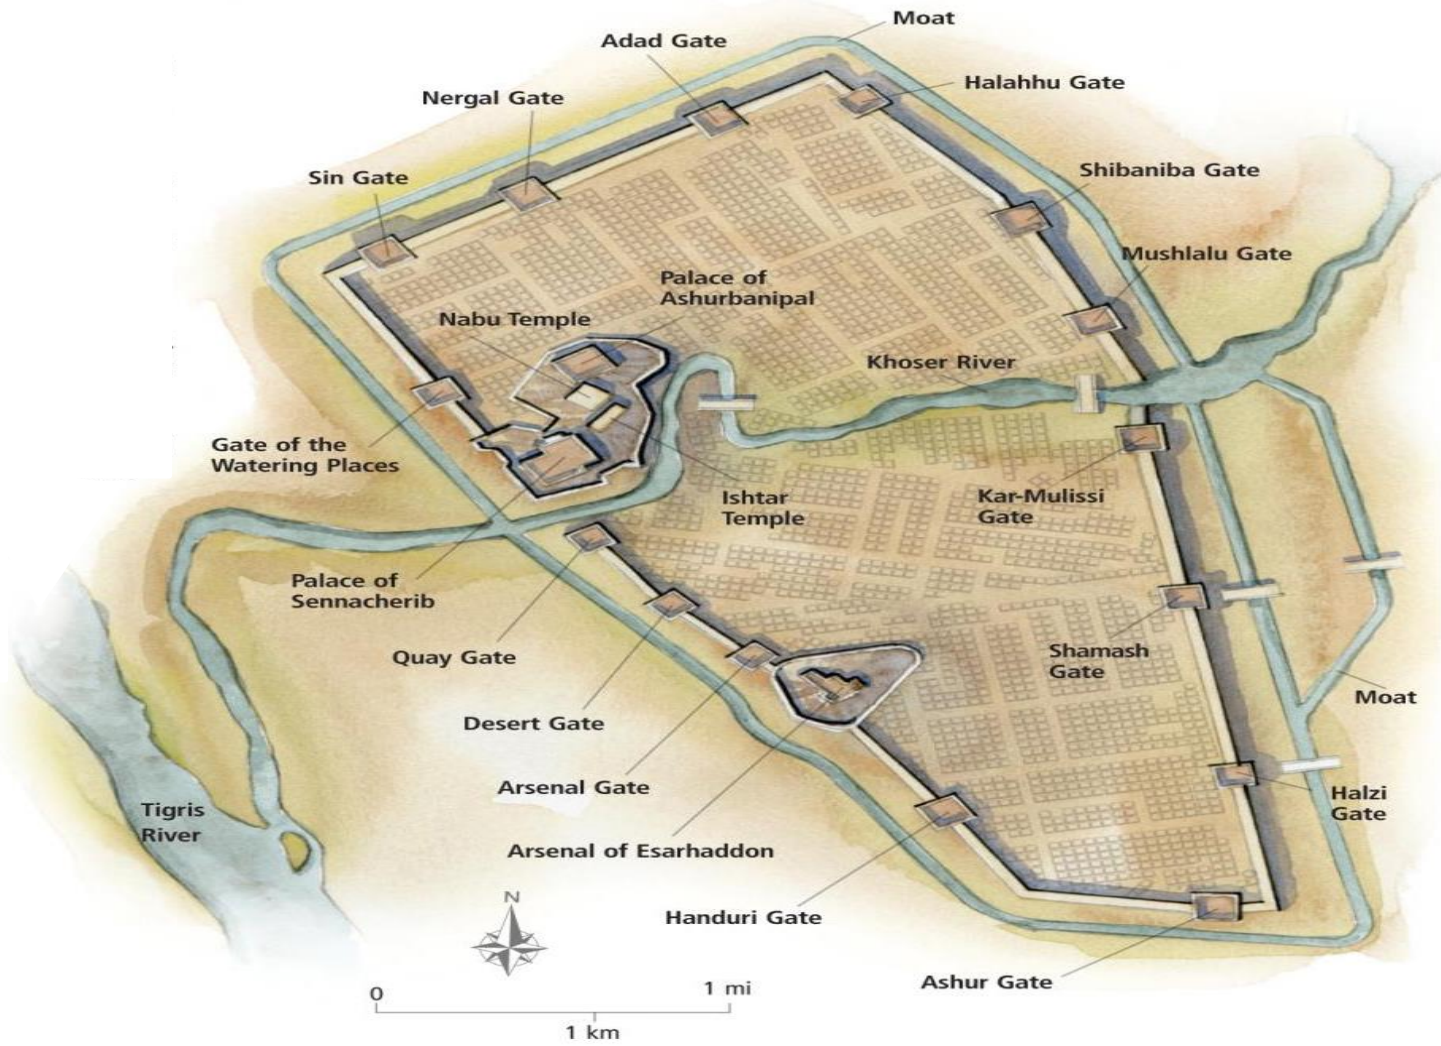 Moat
Adad Gate
Halahhu Gate
Nergal Gate
Shibaniba Gate
Sin Gate
Mushlalu Gate
Palace of
Ashurbanipal
Nabu Temple
Khoser River
Gate of the
Watering Places
Ishtar
Temple
Kar-Mulissi
Gate
Palace of
Sennacherib
Quay Gate
Shamash
Gate
Moat
Desert Gate
Arsenal Gate
Halzi
Gate
Tigris
River
Arsenal of Esarhaddon
N
Handuri Gate
Ashur Gate
0
1 mi
1 km